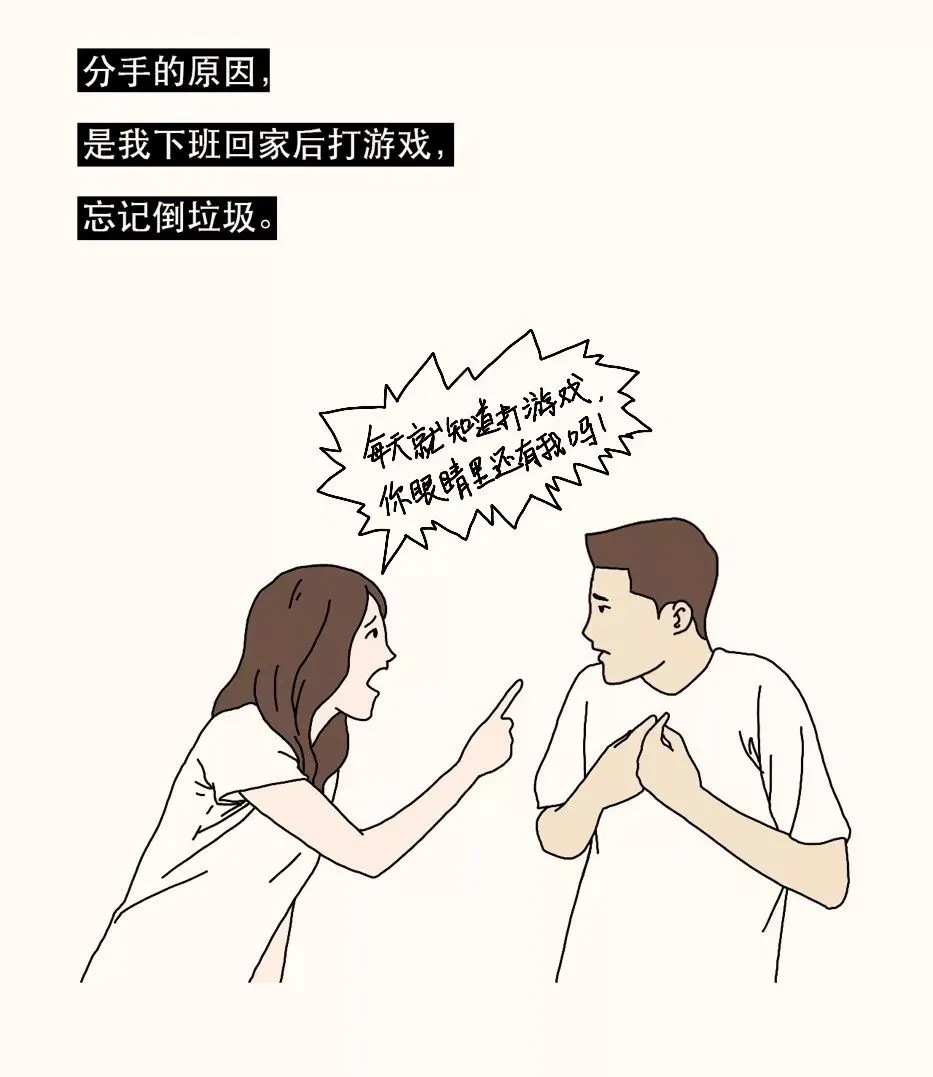 分手的原因，
是我下班回家后打游戏，
忘记倒垃圾。
每天就知道打游戏，
你眼睛里还有我吗！